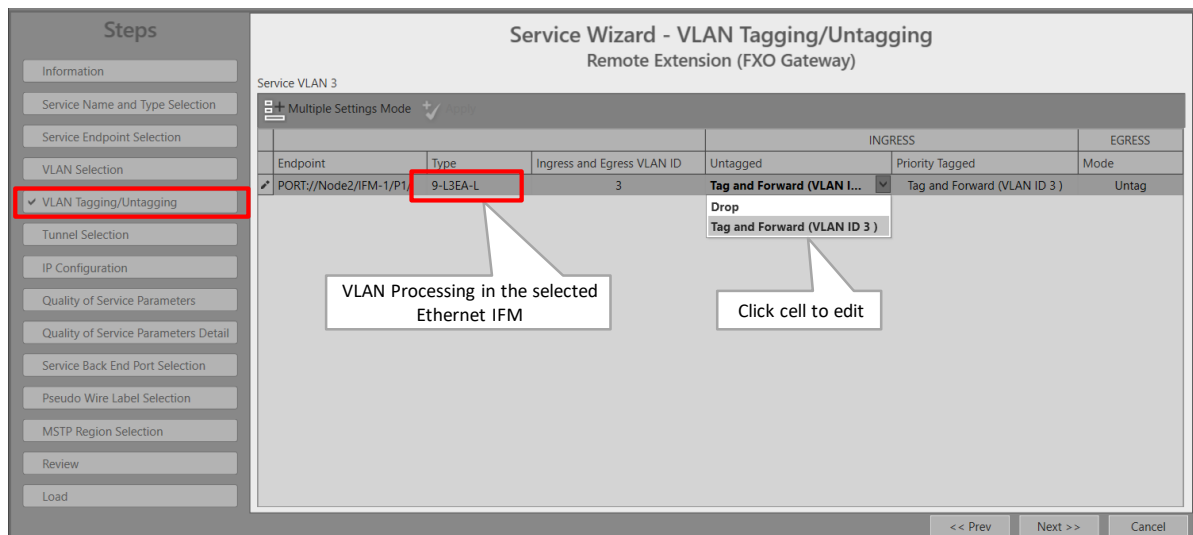 Steps
Information
Service Name and Type Selection
Service Endpoint Selection
VLAN Selection
VLAN Tagging/Untagging
Tunnel Selection
IP Configuration
Quality of Service Parameters
Quality of Service Parameters Detail
Service Back End Port Selection
Pseudo Wire Label Selection
MSTP Region Selection
Review
Load
Service Wizard - VLAN Tagging/Untagging
Remote Extension (FXO Gateway)
Service VLAN 3
Multiple Settings Mode Apply
INGRESS EGRESS
Endpoint Type Ingress and Egress VLAN ID Untagged Priority Tagged Mode
PORT://Node2/IFM-1/P1/ 9-L3EA-L 3 Tag and Forward (VLAN I... Tag and Forward (VLAN ID 3 ) Untag
Drop
Tag and Forward (VLAN ID 3 )
VLAN Processing in the selected
Ethernet IFM
Click cell to edit
<< Prev Next >> Cancel